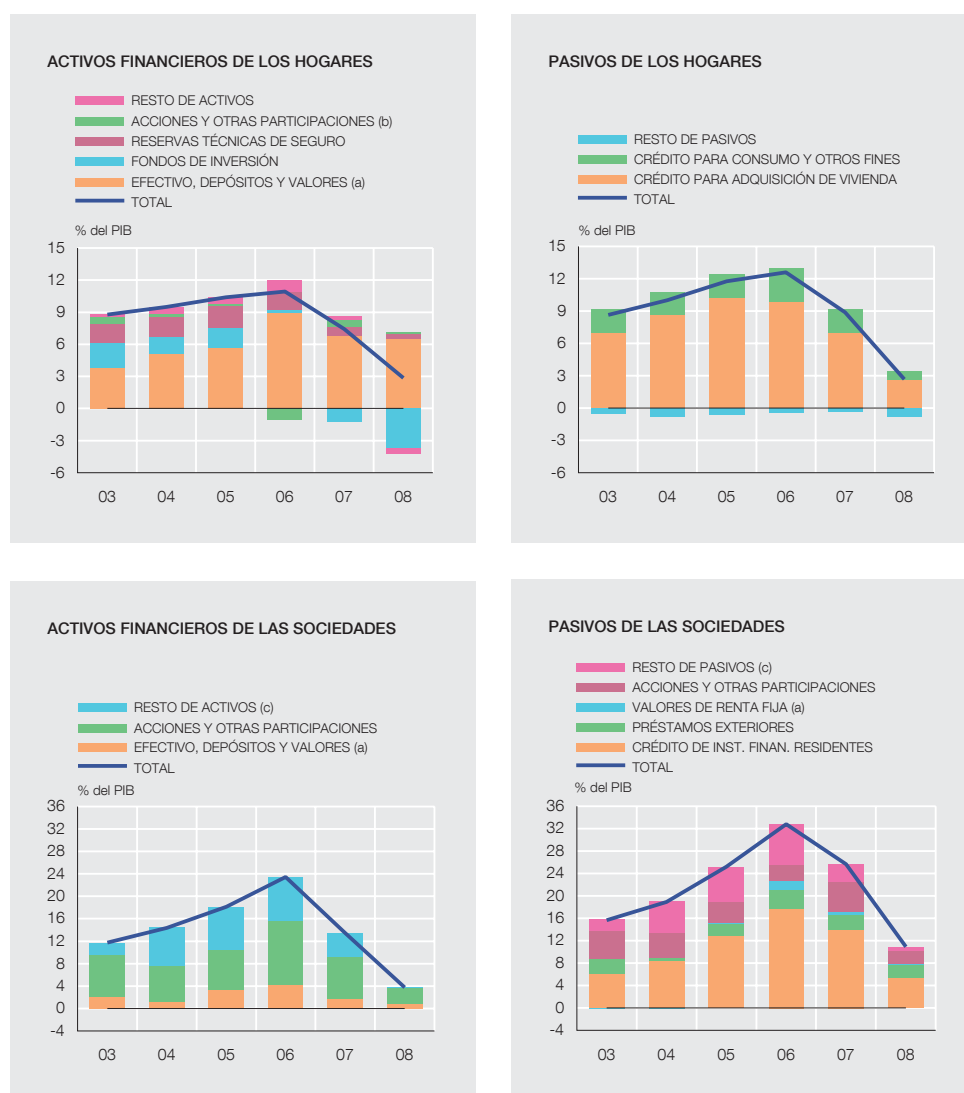 ACTIVOS FINANCIEROS DE LOS HOGARES
RESTO DE ACTIVOS
ACCIONES Y OTRAS PARTICIPACIONES (b)
RESERVAS TÉCNICAS DE SEGURO
FONDOS DE INVERSIÓN
EFECTIVO, DEPÓSITOS Y VALORES (a)
TOTAL
% del PIB
15
12
9
6
3
0
-3
-6
03 04 05 06 07 08
PASIVOS DE LOS HOGARES
RESTO DE PASIVOS
CRÉDITO PARA CONSUMO Y OTROS FINES
CRÉDITO PARA ADQUISICIÓN DE VIVIENDA
TOTAL
% del PIB
15
12
9
6
3
0
-3
-6
03 04 05 06 07 08
ACTIVOS FINANCIEROS DE LAS SOCIEDADES
RESTO DE ACTIVOS (c)
ACCIONES Y OTRAS PARTICIPACIONES
EFECTIVO, DEPÓSITOS Y VALORES (a)
TOTAL
% del PIB
36
32
28
24
20
16
12
8
4
0
-4
03 04 05 06 07 08
PASIVOS DE LAS SOCIEDADES
RESTO DE PASIVOS (c)
ACCIONES Y OTRAS PARTICIPACIONES
VALORES DE RENTA FIJA (a)
PRÉSTAMOS EXTERIORES
CRÉDITO DE INST. FINAN. RESIDENTES
TOTAL
% del PIB
36
32
28
24
20
16
12
8
4
0
-4
03 04 05 06 07 08